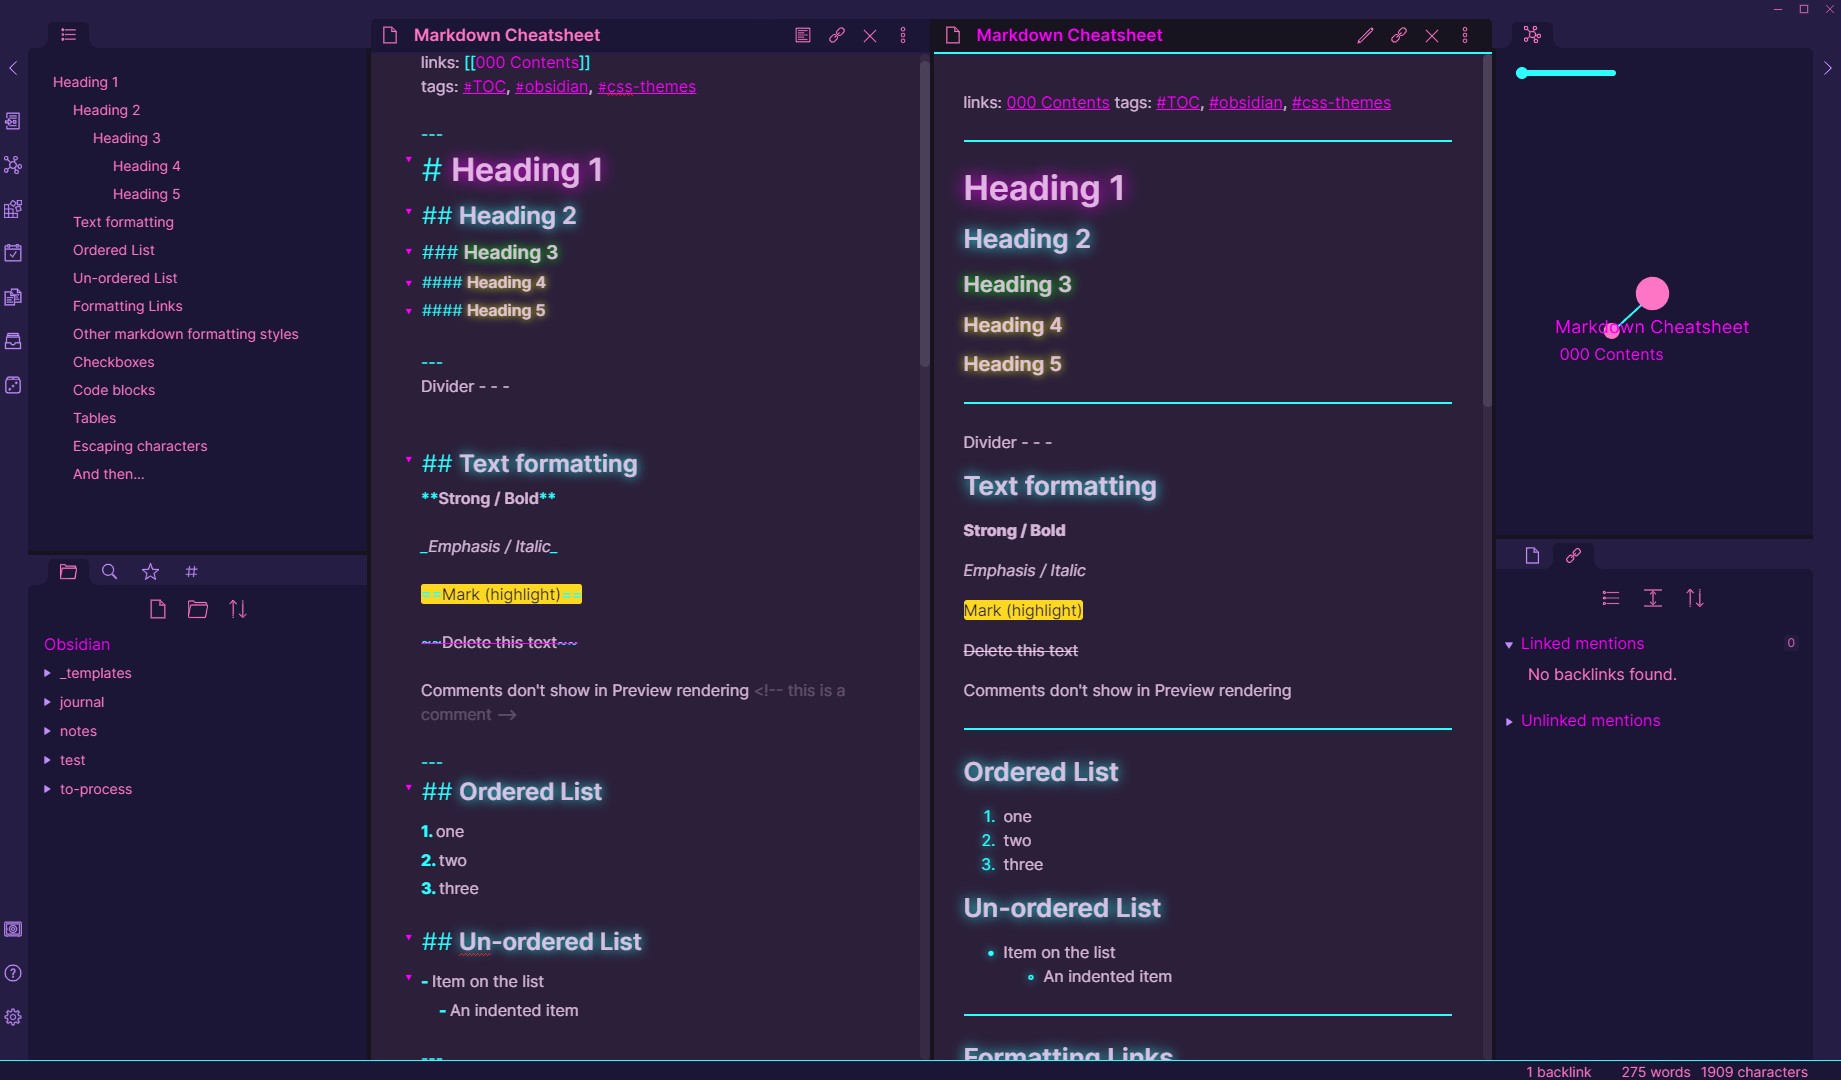 Heading 1
Heading 2
Heading 3
Heading 4
Heading 5
Text formatting
Ordered List
Un-ordered List
Formatting Links
Other markdown formatting styles
Checkboxes
Code blocks
Tables
Escaping characters
And then...
Obsidian
_templates
journal
notes
test
to-process
Markdown Cheatsheet
links: [[000 Contents]]
tags: #TOC, #obsidian, #css-themes
---
# Heading 1
## Heading 2
### Heading 3
#### Heading 4
#### Heading 5
---
Divider - - -
## Text formatting
**Strong / Bold**
_Emphasis / Italic_
==Mark (highlight)==
~~Delete this text~~
Comments don't show in Preview rendering <!-- this is a
comment -->
---
## Ordered List
1. one
2. two
3. three
## Un-ordered List
- Item on the list
- An indented item
---
Markdown Cheatsheet
links: 000 Contents tags: #TOC, #obsidian, #css-themes
Heading 1
Heading 2
Heading 3
Heading 4
Heading 5
Divider - - -
Text formatting
Strong / Bold
Emphasis / Italic
Mark (highlight)
Delete this text
Comments don't show in Preview rendering
Ordered List
1. one
2. two
3. three
Un-ordered List
Item on the list
An indented item
Formatting Links
Markdown Cheatsheet
000 Contents
Linked mentions 0
No backlinks found.
Unlinked mentions
1 backlink 275 words 1909 characters